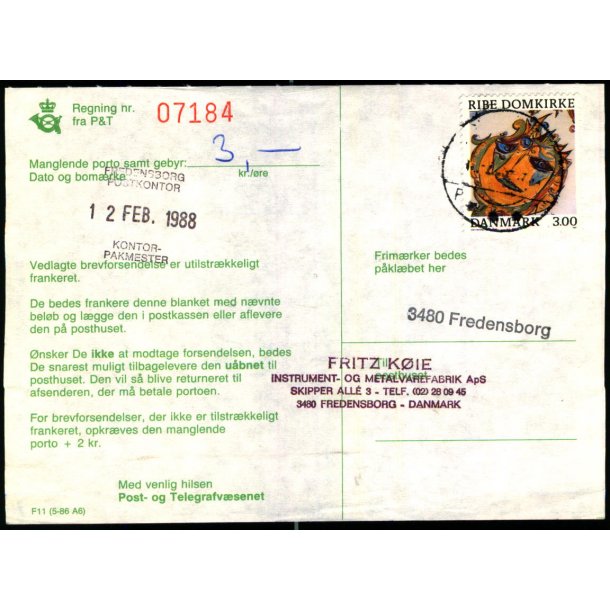 Regning nr.
fra P&T
07184
Manglende porto samt gebyr:
3,-
kr./øre
Dato og bomærke
FREDENSBORG
POSTKONTOR
12 FEB. 1988
KONTOR-
PAKMESTER
Vedlagte brevforsendelse er utilstrækkeligt
frankeret.
De bedes frankere denne blanket med nævnte
beløb og lægge den i postkassen eller aflevere
den på posthuset.
Ønsker De ikke at modtage forsendelsen, bedes
De snarest muligt tilbagelevere den uåbnet til
posthuset. Den vil så blive returneret til
afsenderen, der må betale portoen.
For brevforsendelser, der ikke er tilstrækkeligt
frankeret, opkræves den manglende
porto + 2 kr.
Med venlig hilsen
Post- og Telegrafvæsenet
F11 (5-86 A6)
RIBE DOMKIRKE
P
DANMARK 3.00
Frimærker bedes
påklæbet her
3480 Fredensborg
Til
posthuset
FRITZ KØIE
INSTRUMENT- OG METALVAREFABRIK ApS
SKIPPER ALLÉ 3 - TELF. (02) 28 09 45
3480 FREDENSBORG - DANMARK